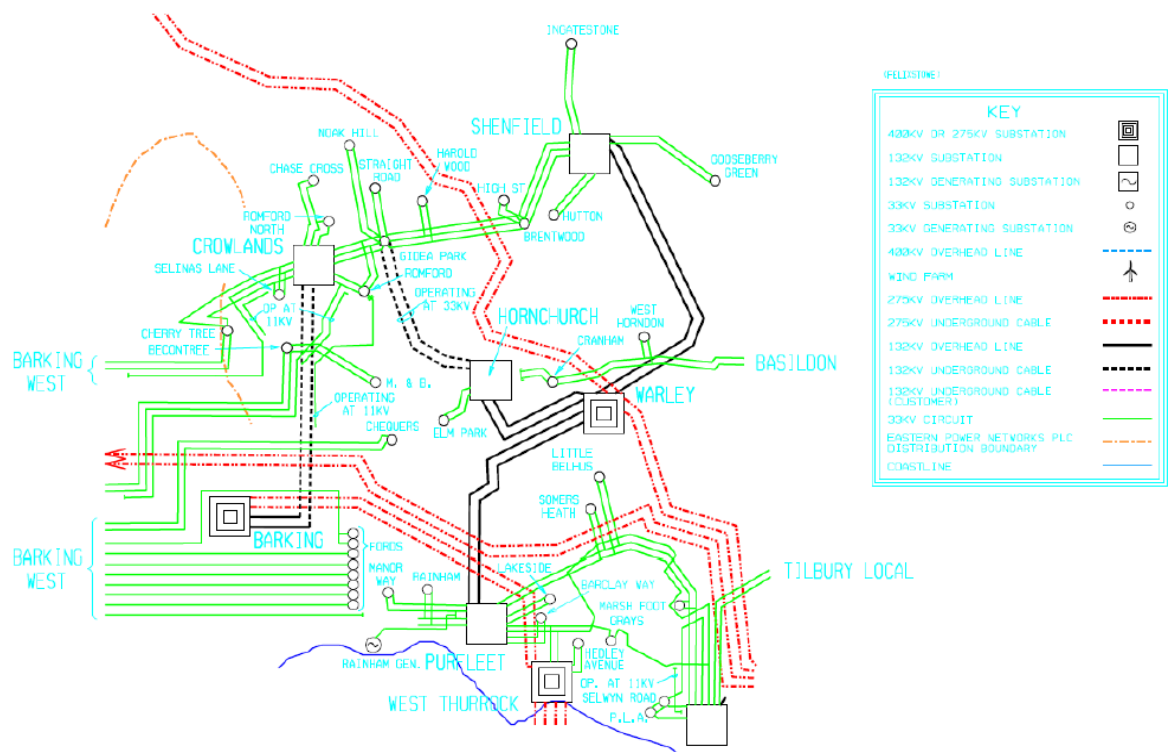 INGATESTONE
(FELIXSTOWE)
SHENFIELD
NOAK HILL
HAROLD
WOOD
CHASE CROSS
STRAIGHT
ROAD
HIGH ST
GOOSEBERRY
GREEN
ROMFORD
NORTH
HUTTON
BRENTWOOD
CROWLANDS
GIDEA PARK
SELINAS LANE
ROMFORD
OPERATING
AT 33KV
OP AT
11KV
HORNCHURCH
WEST
HORNDON
CHERRY TREE
BECONTREE
CRANHAM
BARKING
WEST
BASILDON
M. & B.
WARLEY
OPERATING
AT 11KV
CHEQUERS
ELM PARK
LITTLE
BELHUS
SOMERS
HEATH
BARKING
BARKING
WEST
FORDS
MANOR
WAY
RAINHAM
LAKESIDE
BARCLAY WAY
TILBURY LOCAL
MARSH FOOT
GRAYS
RAINHAM GEN.
PURFLEET
HEDLEY
AVENUE
OP. AT 11KV
SELWYN ROAD
WEST THURROCK
P.L.A.
KEY
400KV OR 275KV SUBSTATION
132KV SUBSTATION
132KV GENERATING SUBSTATION
33KV SUBSTATION
33KV GENERATING SUBSTATION
400KV OVERHEAD LINE
WIND FARM
275KV OVERHEAD LINE
275KV UNDERGROUND CABLE
132KV OVERHEAD LINE
132KV UNDERGROUND CABLE
132KV UNDERGROUND CABLE
(CUSTOMER)
33KV CIRCUIT
EASTERN POWER NETWORKS PLC
DISTRIBUTION BOUNDARY
COASTLINE